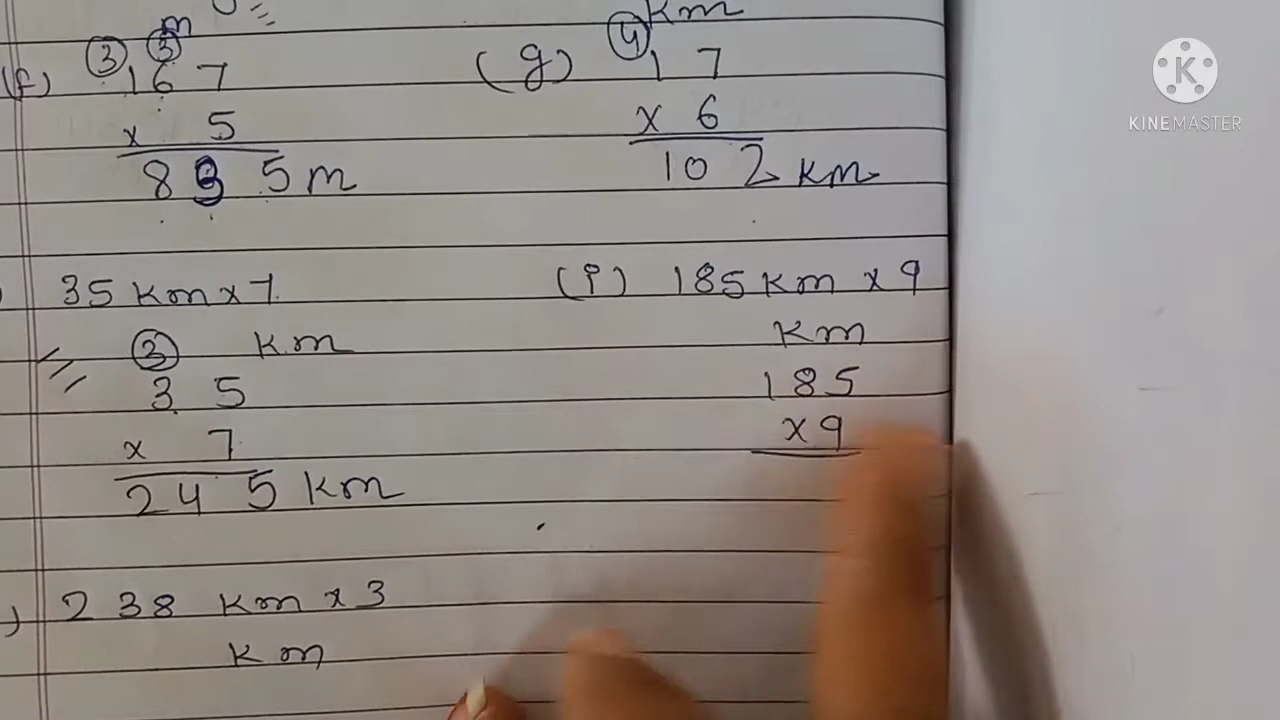 m
③ ③
(f) 167
x 5
835 m
km
④
(g) 17
x 6
102 km
35 km x 7
③ km
35
x 7
245 km
(i) 185 km x 9
km
185
x 9
238 km x 3
km
K
KINEMASTER